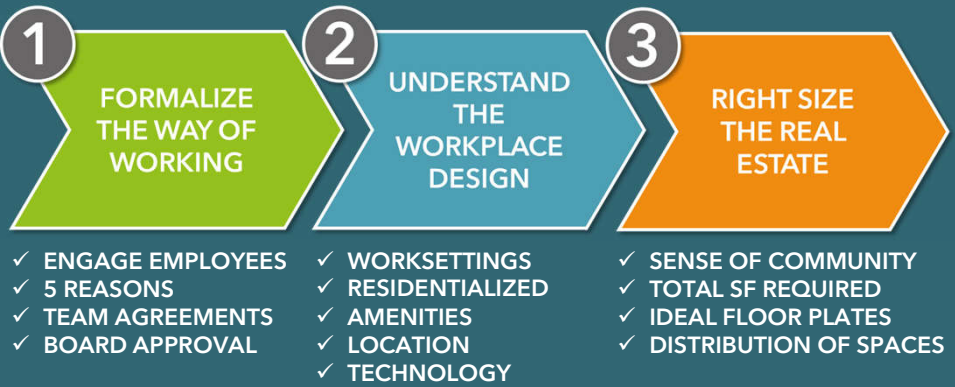 1
FORMALIZE
THE WAY OF
WORKING
✓ ENGAGE EMPLOYEES
✓ 5 REASONS
✓ TEAM AGREEMENTS
✓ BOARD APPROVAL
2
UNDERSTAND
THE
WORKPLACE
DESIGN
✓ WORKSETTINGS
✓ RESIDENTIALIZED
✓ AMENITIES
✓ LOCATION
✓ TECHNOLOGY
3
RIGHT SIZE
THE REAL
ESTATE
✓ SENSE OF COMMUNITY
✓ TOTAL SF REQUIRED
✓ IDEAL FLOOR PLATES
✓ DISTRIBUTION OF SPACES